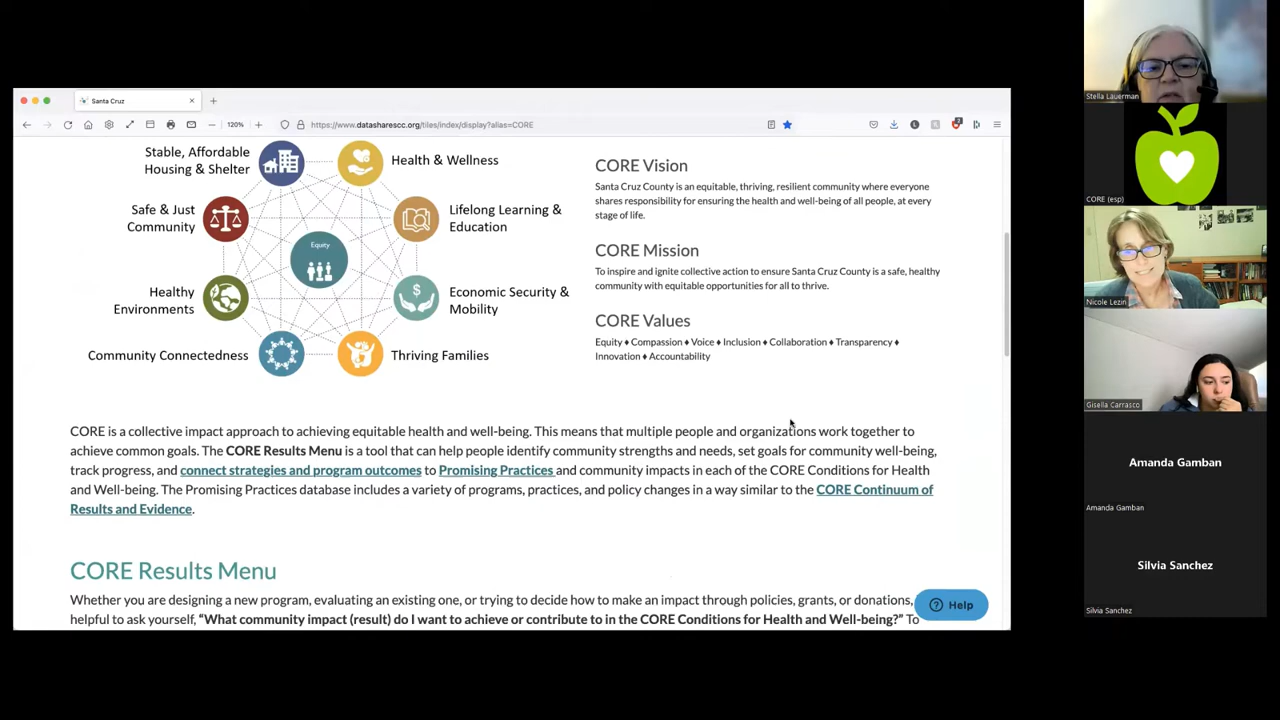 Santa Cruz
120%
https://www.datasharescc.org/tiles/index/display?alias=CORE
Stable, Affordable
Housing & Shelter
Health & Wellness
Safe & Just
Community
Lifelong Learning &
Education
Equity
Healthy
Environments
Economic Security &
Mobility
Community Connectedness
Thriving Families
CORE Vision
Santa Cruz County is an equitable, thriving, resilient community where everyone
shares responsibility for ensuring the health and well-being of all people, at every
stage of life.
CORE Mission
To inspire and ignite collective action to ensure Santa Cruz County is a safe, healthy
community with equitable opportunities for all to thrive.
CORE Values
Equity ♦ Compassion ♦ Voice ♦ Inclusion ♦ Collaboration ♦ Transparency ♦
Innovation ♦ Accountability
CORE is a collective impact approach to achieving equitable health and well-being. This means that multiple people and organizations work together to
achieve common goals. The CORE Results Menu is a tool that can help people identify community strengths and needs, set goals for community well-being,
track progress, and connect strategies and program outcomes to Promising Practices and community impacts in each of the CORE Conditions for Health
and Well-being. The Promising Practices database includes a variety of programs, practices, and policy changes in a way similar to the CORE Continuum of
Results and Evidence.
CORE Results Menu
Whether you are designing a new program, evaluating an existing one, or trying to decide how to make an impact through policies, grants, or donations,
helpful to ask yourself, “What community impact (result) do I want to achieve or contribute to in the CORE Conditions for Health and Well-being?” To
Help
Stella Lauerman
CORE (esp)
Nicole Lezin
Gisella Carrasco
Amanda Gamban
Amanda Gamban
Silvia Sanchez
Silvia Sanchez